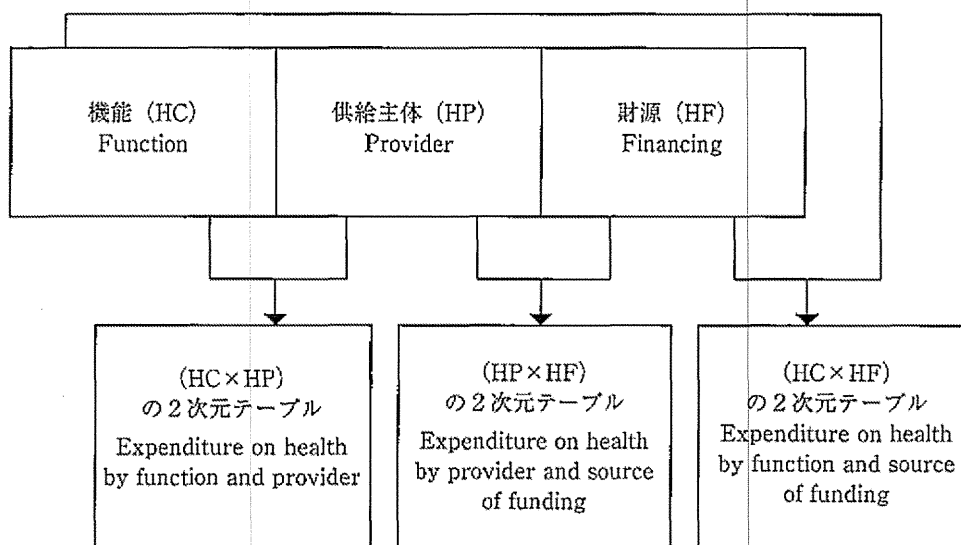 機能（HC）
Function
供給主体（HP）
Provider
財源（HF）
Financing
(HC×HP)
の2次元テーブル
Expenditure on health
by function and provider
(HP×HF)
の2次元テーブル
Expenditure on health
by provider and source
of funding
(HC×HF)
の2次元テーブル
Expenditure on health
by function and source
of funding